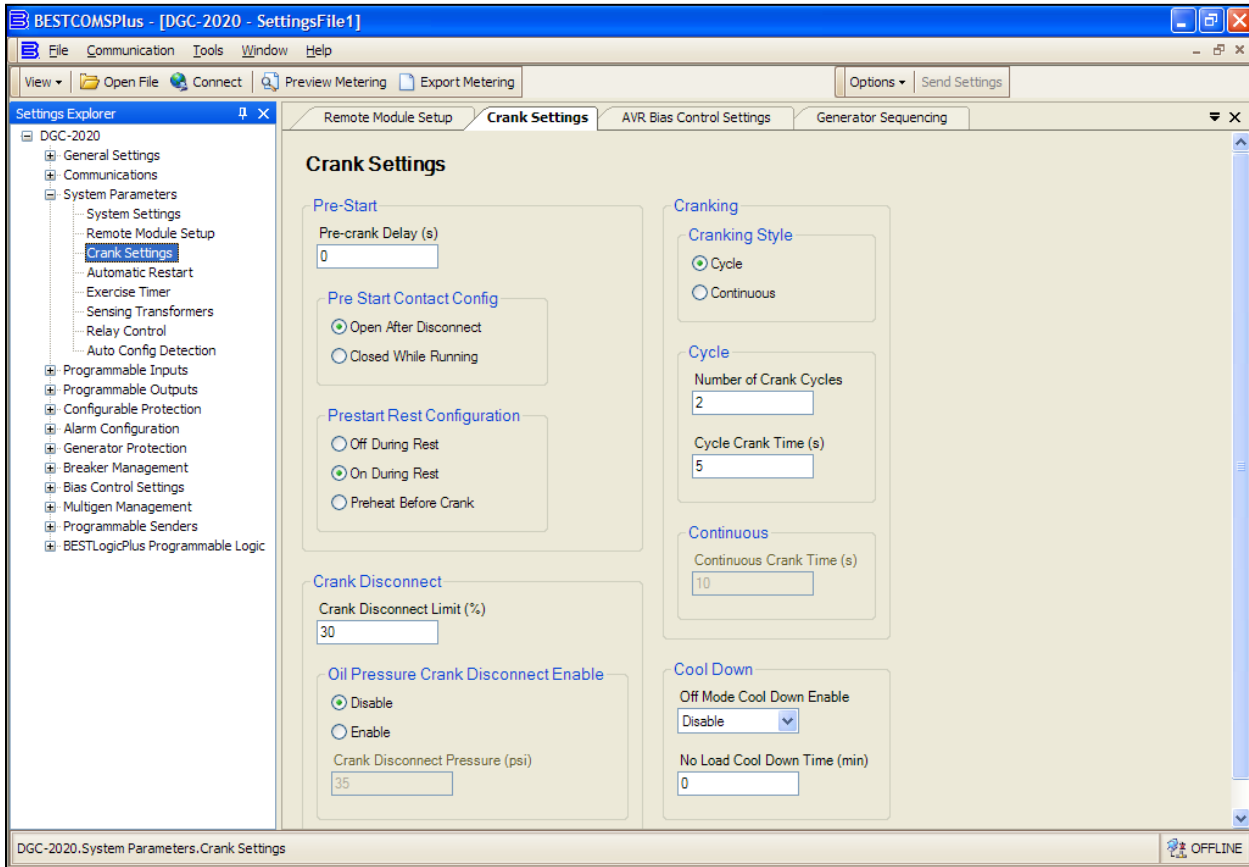 BESTCOMSPlus - [DGC-2020 - SettingsFile1]
File Communication Tools Window Help
View Open File Connect Preview Metering Export Metering Options Send Settings
Settings Explorer
DGC-2020
General Settings
Communications
System Parameters
System Settings
Remote Module Setup
Crank Settings
Automatic Restart
Exercise Timer
Sensing Transformers
Relay Control
Auto Config Detection
Programmable Inputs
Programmable Outputs
Configurable Protection
Alarm Configuration
Generator Protection
Breaker Management
Bias Control Settings
Multigen Management
Programmable Senders
BESTLogicPlus Programmable Logic
Remote Module Setup Crank Settings AVR Bias Control Settings Generator Sequencing
Crank Settings
Pre-Start
Pre-crank Delay (s)
0
Pre Start Contact Config
Open After Disconnect
Closed While Running
Prestart Rest Configuration
Off During Rest
On During Rest
Preheat Before Crank
Crank Disconnect
Crank Disconnect Limit (%)
30
Oil Pressure Crank Disconnect Enable
Disable
Enable
Crank Disconnect Pressure (psi)
35
Cranking
Cranking Style
Cycle
Continuous
Cycle
Number of Crank Cycles
2
Cycle Crank Time (s)
5
Continuous
Continuous Crank Time (s)
10
Cool Down
Off Mode Cool Down Enable
Disable
No Load Cool Down Time (min)
0
DGC-2020.System Parameters.Crank Settings
OFFLINE